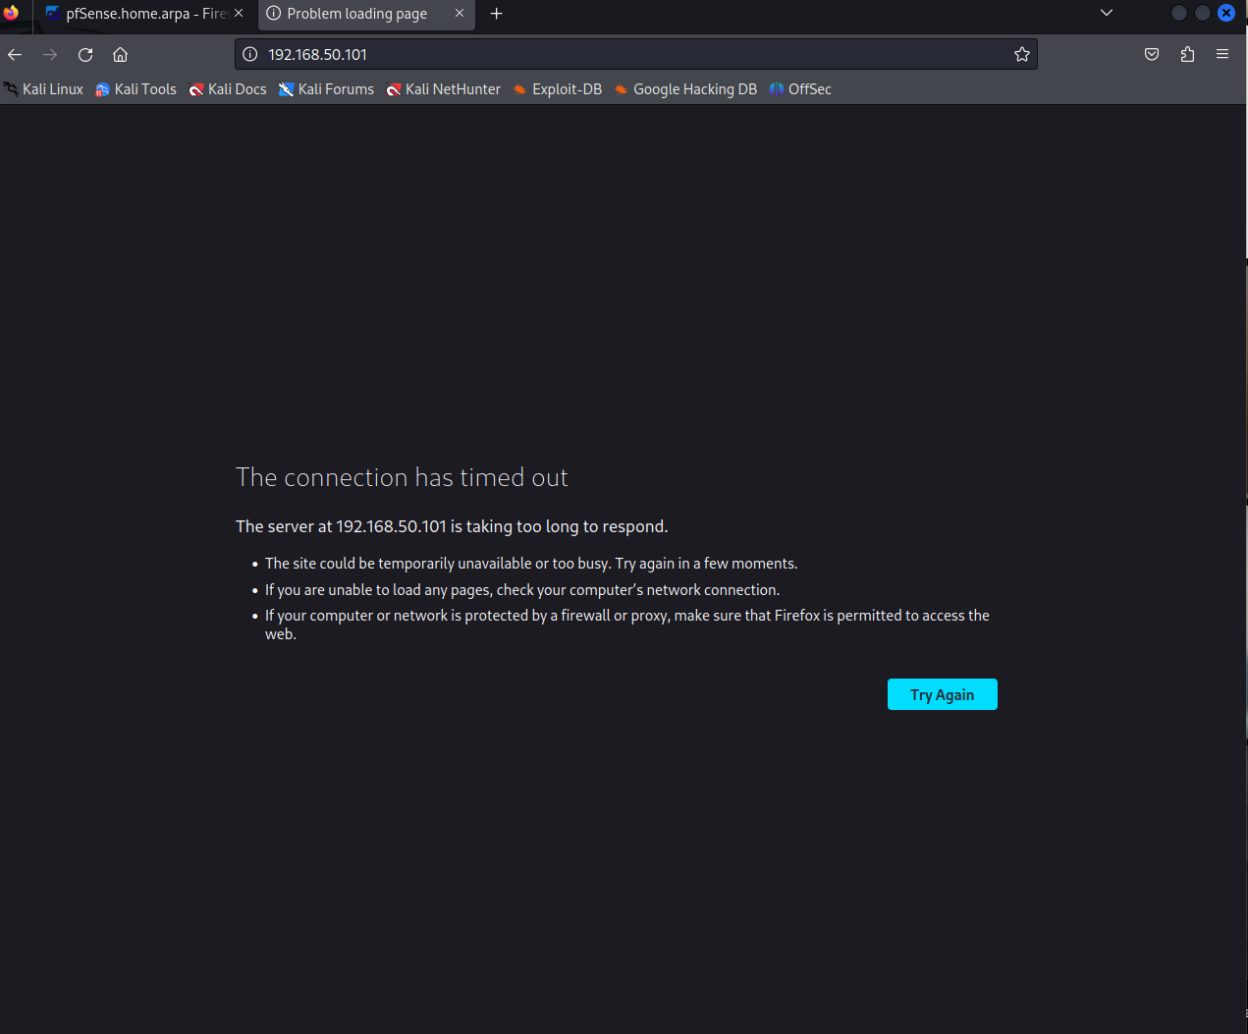 pfSense.home.arpa - Fire
Problem loading page
192.168.50.101
Kali Linux Kali Tools Kali Docs Kali Forums Kali NetHunter Exploit-DB Google Hacking DB OffSec
The connection has timed out
The server at 192.168.50.101 is taking too long to respond.
• The site could be temporarily unavailable or too busy. Try again in a few moments.
• If you are unable to load any pages, check your computer’s network connection.
• If your computer or network is protected by a firewall or proxy, make sure that Firefox is permitted to access the
web.
Try Again